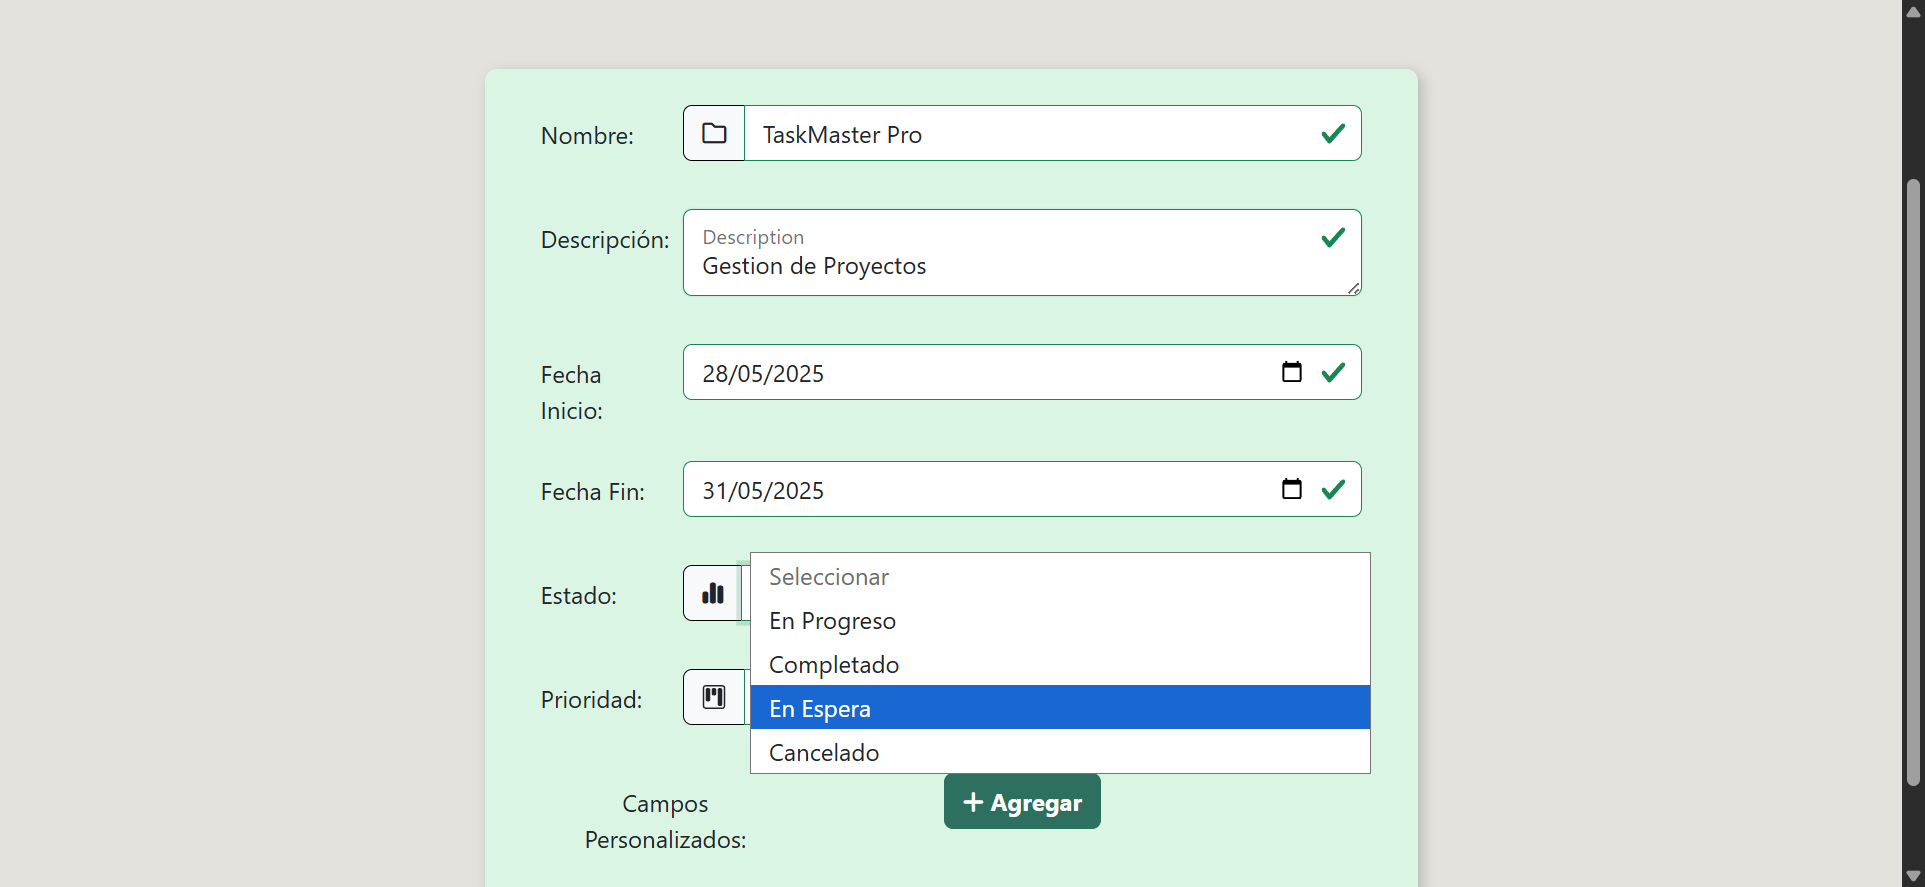 Nombre:
TaskMaster Pro
Descripción:
Description
Gestion de Proyectos
Fecha
Inicio:
28/05/2025
Fecha Fin:
31/05/2025
Estado:
Seleccionar
En Progreso
Completado
En Espera
Cancelado
Prioridad:
Campos
Personalizados:
+ Agregar